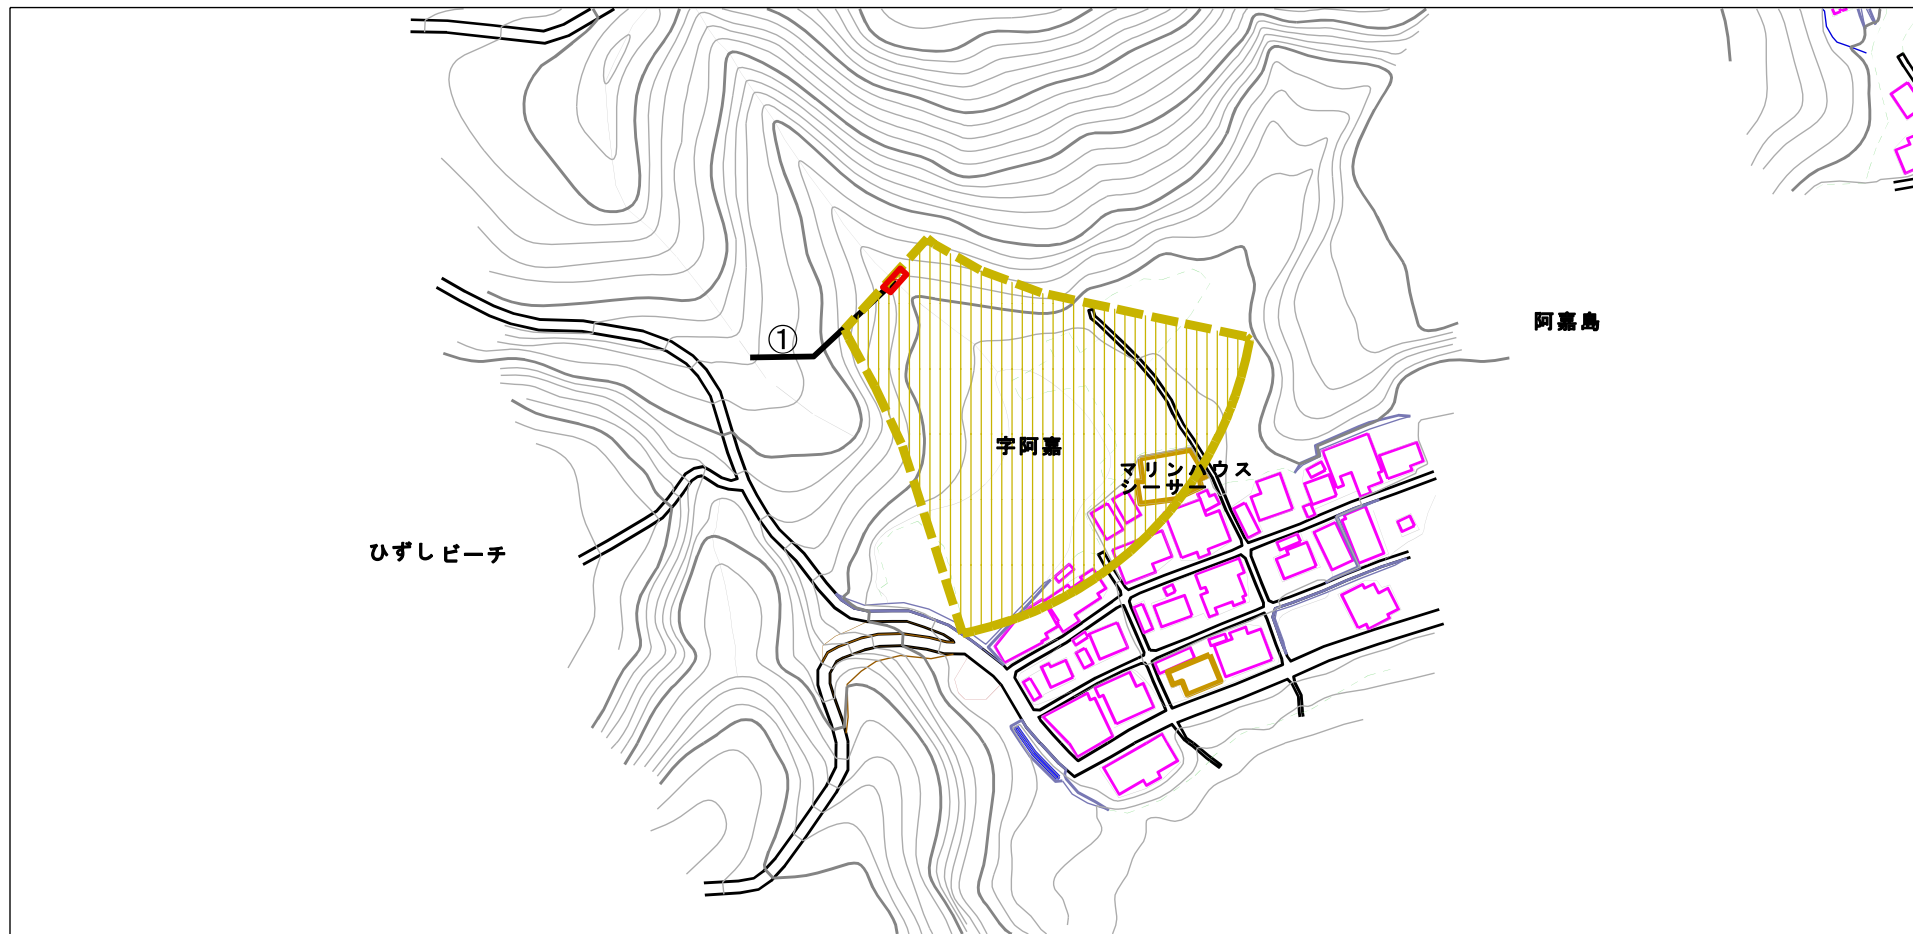 阿嘉島
①
字阿嘉
マリンハウス
シーサー
ひずしビーチ